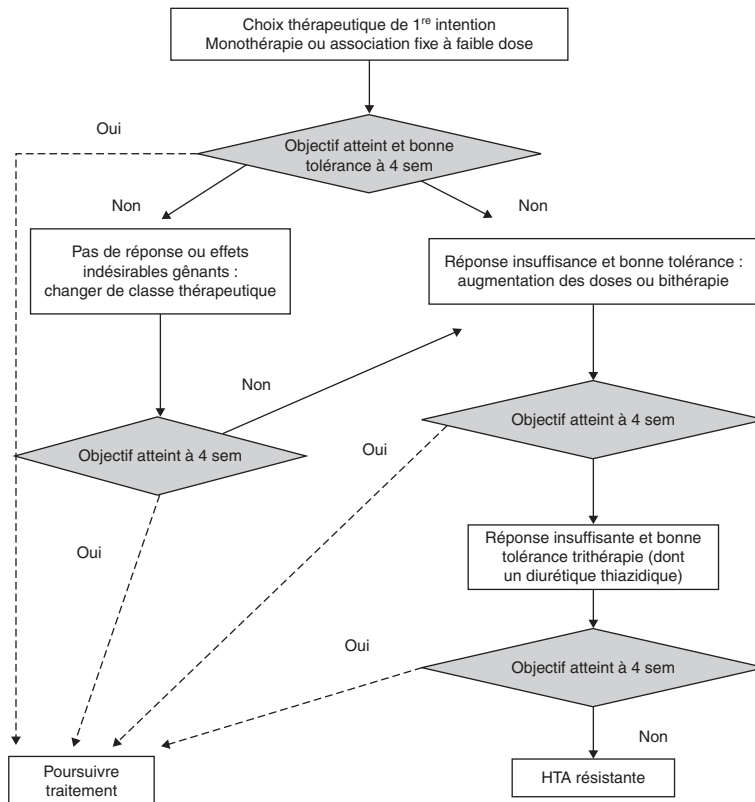 Choix thérapeutique de 1re intention
Monothérapie ou association fixe à faible dose
Oui
Objectif atteint et bonne
tolérance à 4 sem
Non
Non
Pas de réponse ou effets
indésirables gênants :
changer de classe thérapeutique
Réponse insuffisance et bonne tolérance :
augmentation des doses ou bithérapie
Non
Objectif atteint à 4 sem
Objectif atteint à 4 sem
Oui
Oui
Réponse insuffisante et bonne
tolérance trithérapie (dont
un diurétique thiazidique)
Oui
Objectif atteint à 4 sem
Non
Poursuivre
traitement
HTA résistante